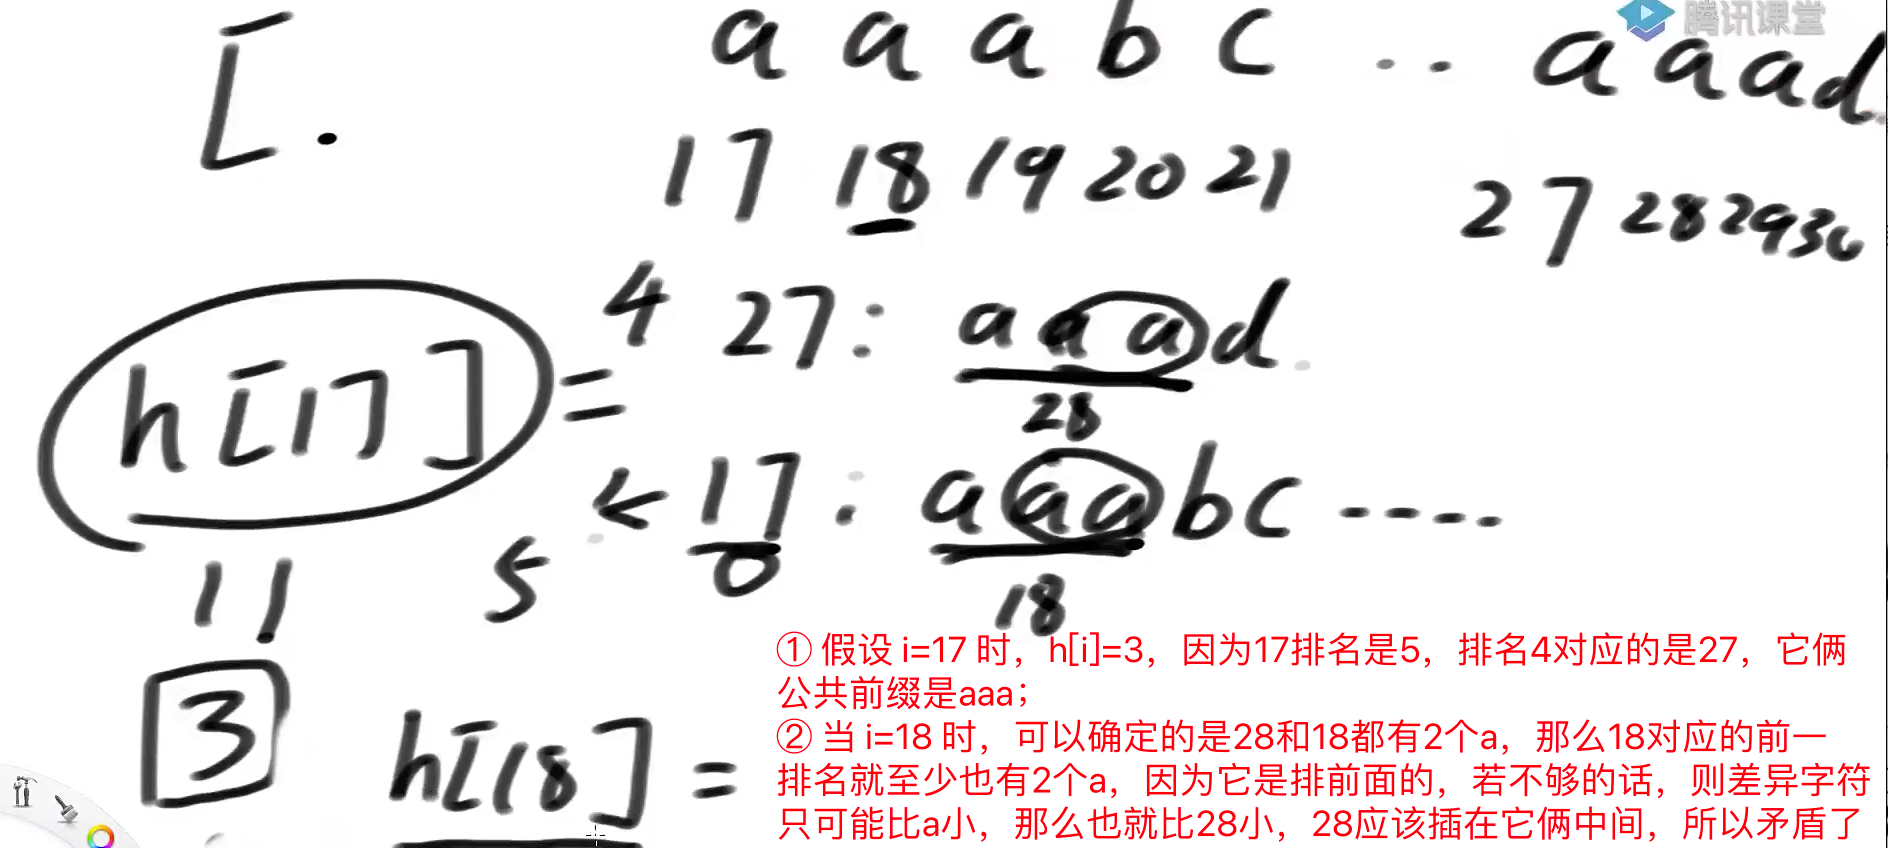 腾讯课堂
[ . a a a b c .. a a a d
17 18 19 20 21 27 28 29 30
4 27: a a a d
28
h[17] =
← 17: a a a b c ----
11 5 0 18
3
① 假设 i=17 时，h[i]=3，因为17排名是5，排名4对应的是27，它俩
公共前缀是aaa；
② 当 i=18 时，可以确定的是28和18都有2个a，那么18对应的前一
h[18] =
排名就至少也有2个a，因为它是排前面的，若不够的话，则差异字符
只可能比a小，那么也就比28小，28应该插在它俩中间，所以矛盾了